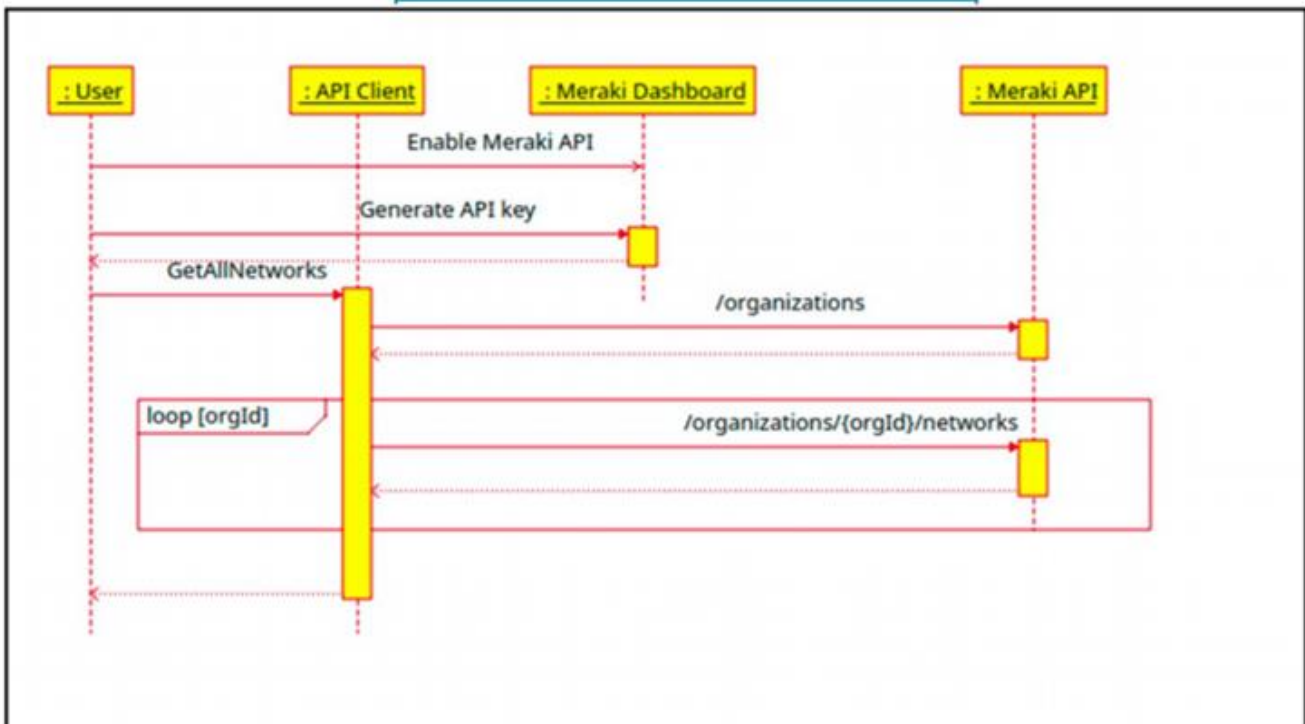 : User
: API Client
: Meraki Dashboard
: Meraki API
Enable Meraki API
Generate API key
GetAllNetworks
/organizations
loop [orgId]
/organizations/{orgId}/networks